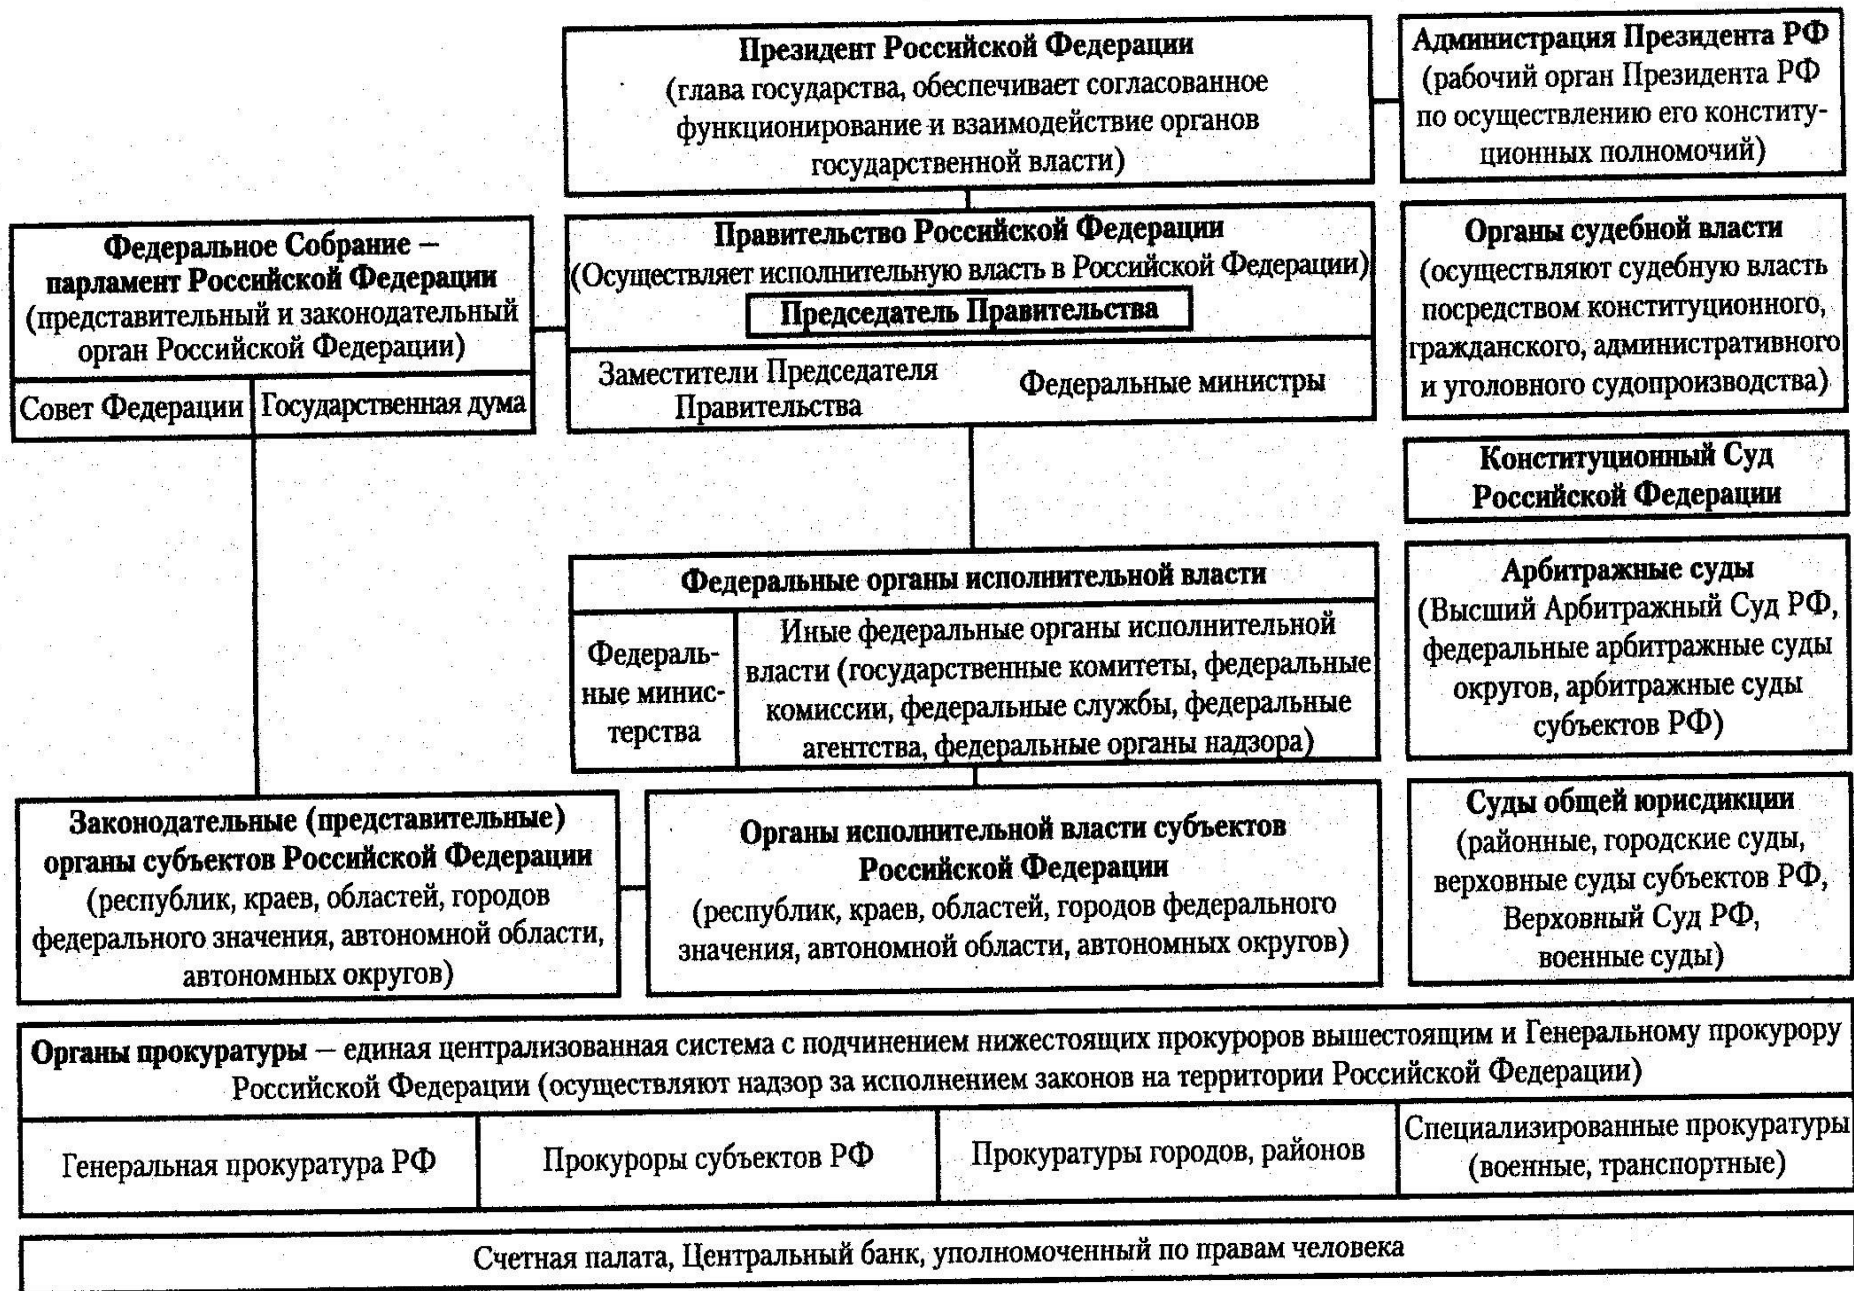 Президент Российской Федерации
(глава государства, обеспечивает согласованное
функционирование и взаимодействие органов
государственной власти)
Администрация Президента РФ
(рабочий орган Президента РФ
по осуществлению его конститу-
ционных полномочий)
Федеральное Собрание –
парламент Российской Федерации
(представительный и законодательный
орган Российской Федерации)
Совет Федерации
Государственная дума
Правительство Российской Федерации
(Осуществляет исполнительную власть в Российской Федерации)
Председатель Правительства
Заместители Председателя
Правительства
Федеральные министры
Органы судебной власти
(осуществляют судебную власть
посредством конституционного,
гражданского, административного
и уголовного судопроизводства)
Конституционный Суд
Российской Федерации
Федеральные органы исполнительной власти
Федераль-
ные минис-
терства
Иные федеральные органы исполнительной
власти (государственные комитеты, федеральные
комиссии, федеральные службы, федеральные
агентства, федеральные органы надзора)
Арбитражные суды
(Высший Арбитражный Суд РФ,
федеральные арбитражные суды
округов, арбитражные суды
субъектов РФ)
Законодательные (представительные)
органы субъектов Российской Федерации
(республик, краев, областей, городов
федерального значения, автономной области,
автономных округов)
Органы исполнительной власти субъектов
Российской Федерации
(республик, краев, областей, городов федерального
значения, автономной области, автономных округов)
Суды общей юрисдикции
(районные, городские суды,
верховные суды субъектов РФ,
Верховный Суд РФ,
военные суды)
Органы прокуратуры – единая централизованная система с подчинением нижестоящих прокуроров вышестоящим и Генеральному прокурору
Российской Федерации (осуществляют надзор за исполнением законов на территории Российской Федерации)
Генеральная прокуратура РФ
Прокуроры субъектов РФ
Прокуратуры городов, районов
Специализированные прокуратуры
(военные, транспортные)
Счетная палата, Центральный банк, уполномоченный по правам человека